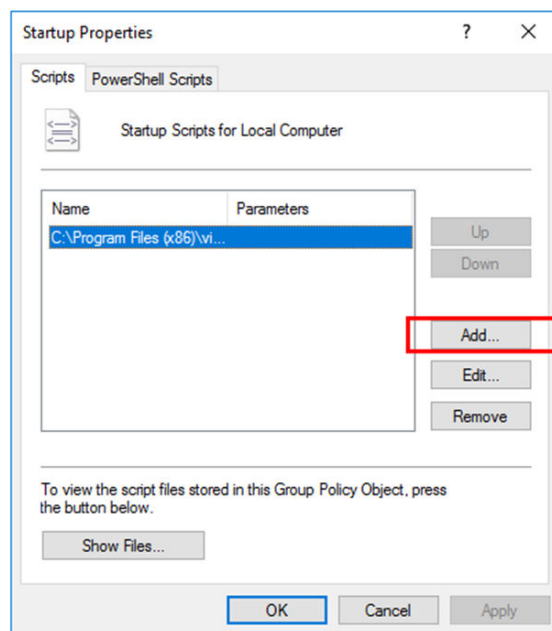 Startup Properties
?
Scripts
PowerShell Scripts
Startup Scripts for Local Computer
Name
Parameters
C:\Program Files (x86)\vi...
Up
Down
Add...
Edit...
Remove
To view the script files stored in this Group Policy Object, press
the button below.
Show Files...
OK
Cancel
Apply